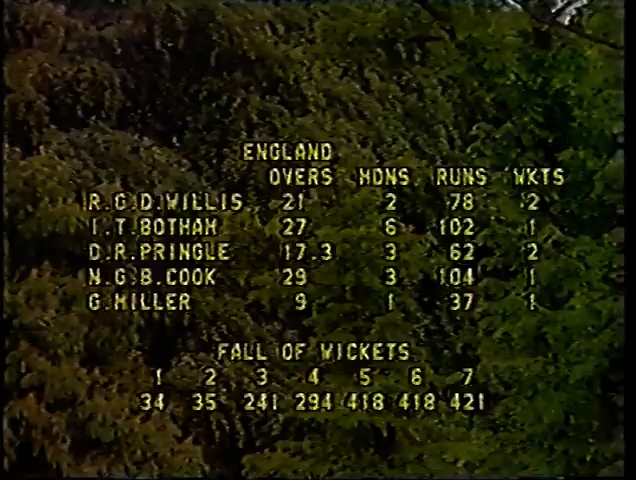 ENGLAND
OVERS MDNS RUNS WKTS
R.G.D.WILLIS 21 2 78 2
I.T.BOTHAM 27 6 102 1
D.R.PRINGLE 17.3 3 62 2
N.G.B.COOK 29 3 104 1
G.MILLER 9 1 37 1
FALL OF WICKETS
1 2 3 4 5 6 7
34 35 241 294 418 418 421